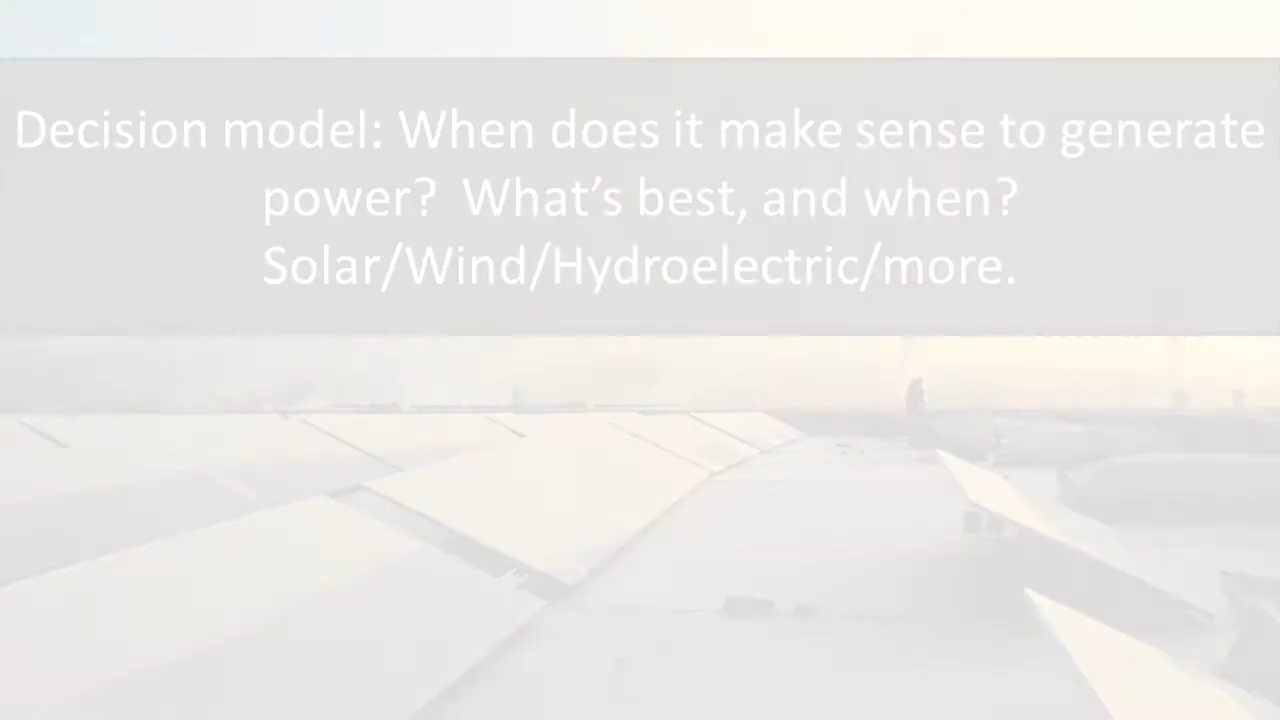 Decision model: When does it make sense to generate
power?  What’s best, and when?
Solar/Wind/Hydroelectric/more.